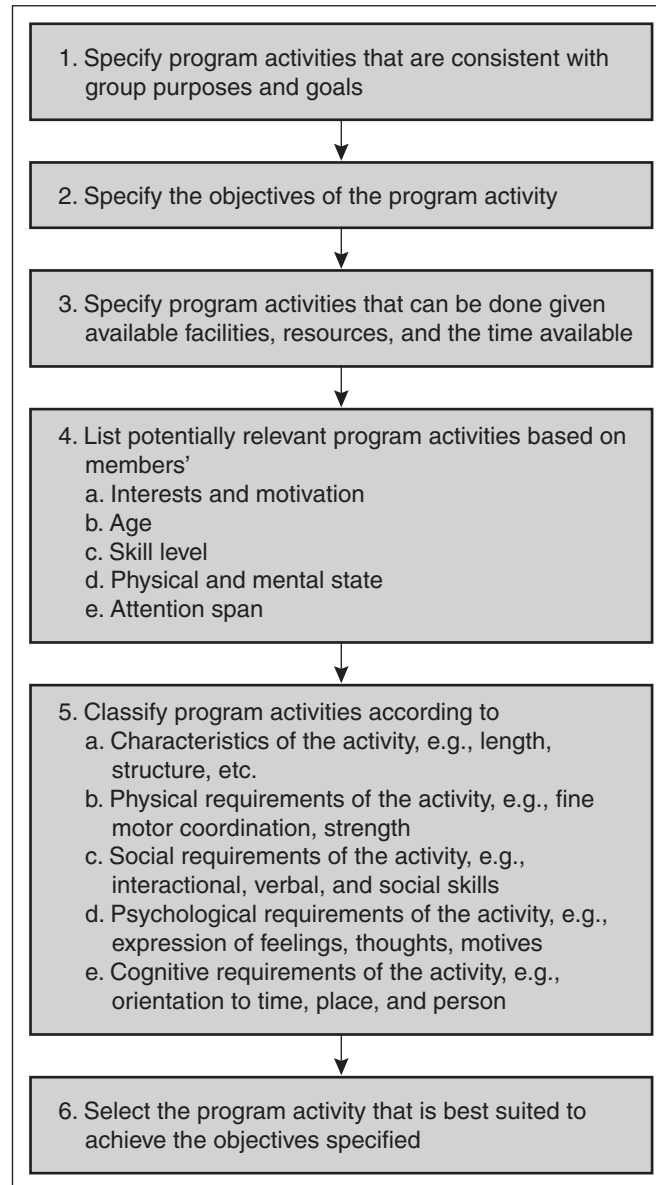 1. Specify program activities that are consistent with
group purposes and goals
2. Specify the objectives of the program activity
3. Specify program activities that can be done given
available facilities, resources, and the time available
4. List potentially relevant program activities based on
members’
a. Interests and motivation
b. Age
c. Skill level
d. Physical and mental state
e. Attention span
5. Classify program activities according to
a. Characteristics of the activity, e.g., length,
structure, etc.
b. Physical requirements of the activity, e.g., fine
motor coordination, strength
c. Social requirements of the activity, e.g.,
interactional, verbal, and social skills
d. Psychological requirements of the activity, e.g.,
expression of feelings, thoughts, motives
e. Cognitive requirements of the activity, e.g.,
orientation to time, place, and person
6. Select the program activity that is best suited to
achieve the objectives specified